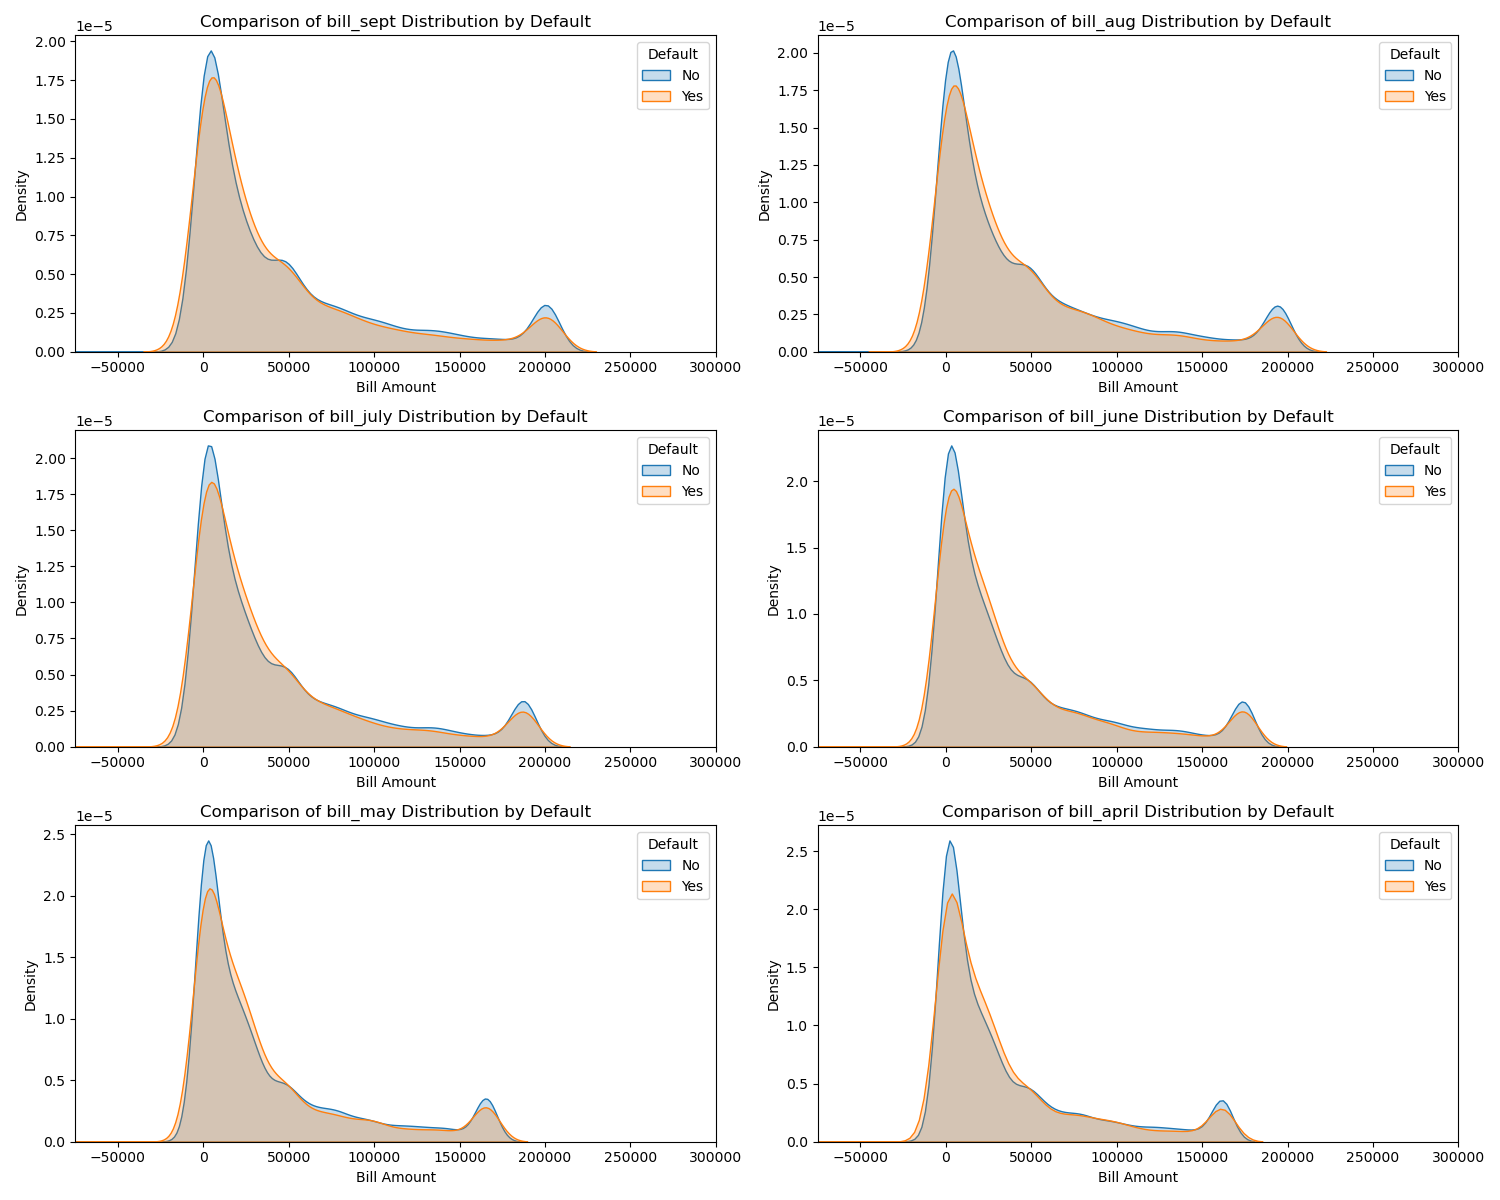 Comparison of bill_sept Distribution by Default
1e−5
Default
No
Yes
2.00
1.75
1.50
1.25
1.00
0.75
0.50
0.25
0.00
Density
−50000 0 50000 100000 150000 200000 250000 300000
Bill Amount
Comparison of bill_aug Distribution by Default
1e−5
Default
No
Yes
2.00
1.75
1.50
1.25
1.00
0.75
0.50
0.25
0.00
Density
−50000 0 50000 100000 150000 200000 250000 300000
Bill Amount
Comparison of bill_july Distribution by Default
1e−5
Default
No
Yes
2.00
1.75
1.50
1.25
1.00
0.75
0.50
0.25
0.00
Density
−50000 0 50000 100000 150000 200000 250000 300000
Bill Amount
Comparison of bill_june Distribution by Default
1e−5
Default
No
Yes
2.0
1.5
1.0
0.5
0.0
Density
−50000 0 50000 100000 150000 200000 250000 300000
Bill Amount
Comparison of bill_may Distribution by Default
1e−5
Default
No
Yes
2.5
2.0
1.5
1.0
0.5
0.0
Density
−50000 0 50000 100000 150000 200000 250000 300000
Bill Amount
Comparison of bill_april Distribution by Default
1e−5
Default
No
Yes
2.5
2.0
1.5
1.0
0.5
0.0
Density
−50000 0 50000 100000 150000 200000 250000 300000
Bill Amount